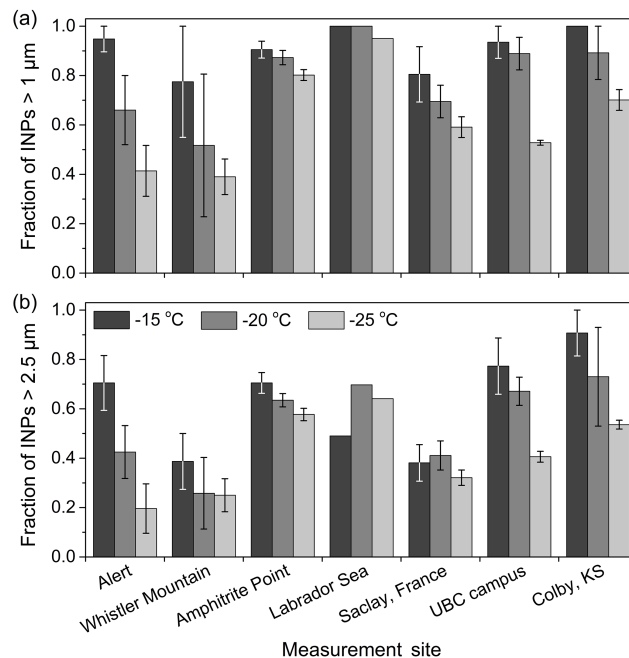 (a)
Fraction of INPs > 1 µm
1.0
0.8
0.6
0.4
0.2
0.0
(b)
Fraction of INPs > 2.5 µm
-15 °C
-20 °C
-25 °C
1.0
0.8
0.6
0.4
0.2
0.0
Alert
Whistler Mountain
Amphitrite Point
Labrador Sea
Saclay, France
UBC campus
Colby, KS
Measurement site